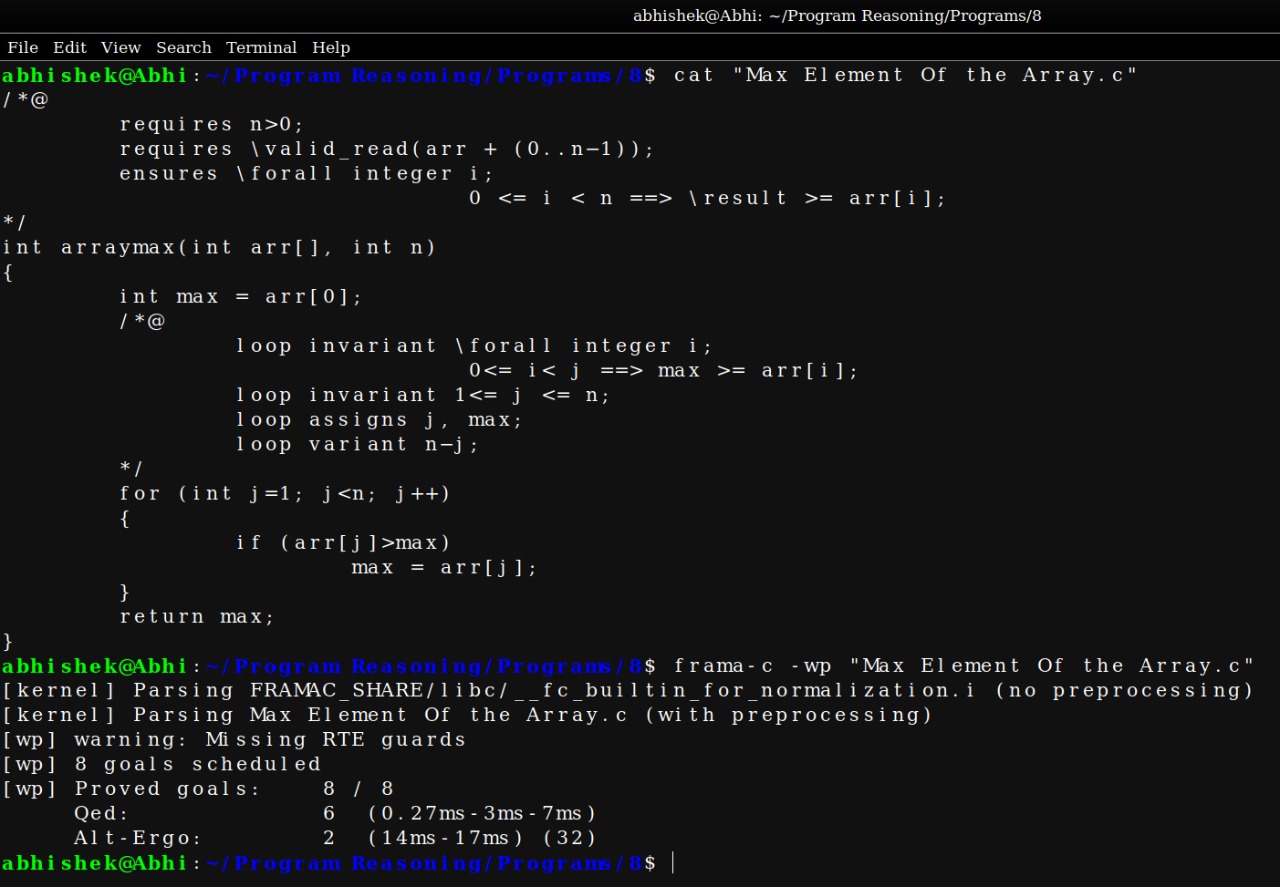 abhishek@Abhi: ~/Program Reasoning/Programs/8
File Edit View Search Terminal Help
abhishek@Abhi:~/Program Reasoning/Programs/8$ cat "Max Element Of the Array.c"
/*@
        requires n>0;
        requires \valid_read(arr + (0..n-1));
        ensures \forall integer i;
                                0 <= i < n ==> \result >= arr[i];
*/
int arraymax(int arr[], int n)
{
        int max = arr[0];
        /*@
                loop invariant \forall integer i;
                                0<= i< j ==> max >= arr[i];
                loop invariant 1<= j <= n;
                loop assigns j, max;
                loop variant n-j;
        */
        for (int j=1; j<n; j++)
        {
                if (arr[j]>max)
                        max = arr[j];
        }
        return max;
}
abhishek@Abhi:~/Program Reasoning/Programs/8$ frama-c -wp "Max Element Of the Array.c"
[kernel] Parsing FRAMAC_SHARE/libc/__fc_builtin_for_normalization.i (no preprocessing)
[kernel] Parsing Max Element Of the Array.c (with preprocessing)
[wp] warning: Missing RTE guards
[wp] 8 goals scheduled
[wp] Proved goals:    8 / 8
     Qed:             6  (0.27ms-3ms-7ms)
     Alt-Ergo:        2  (14ms-17ms) (32)
abhishek@Abhi:~/Program Reasoning/Programs/8$